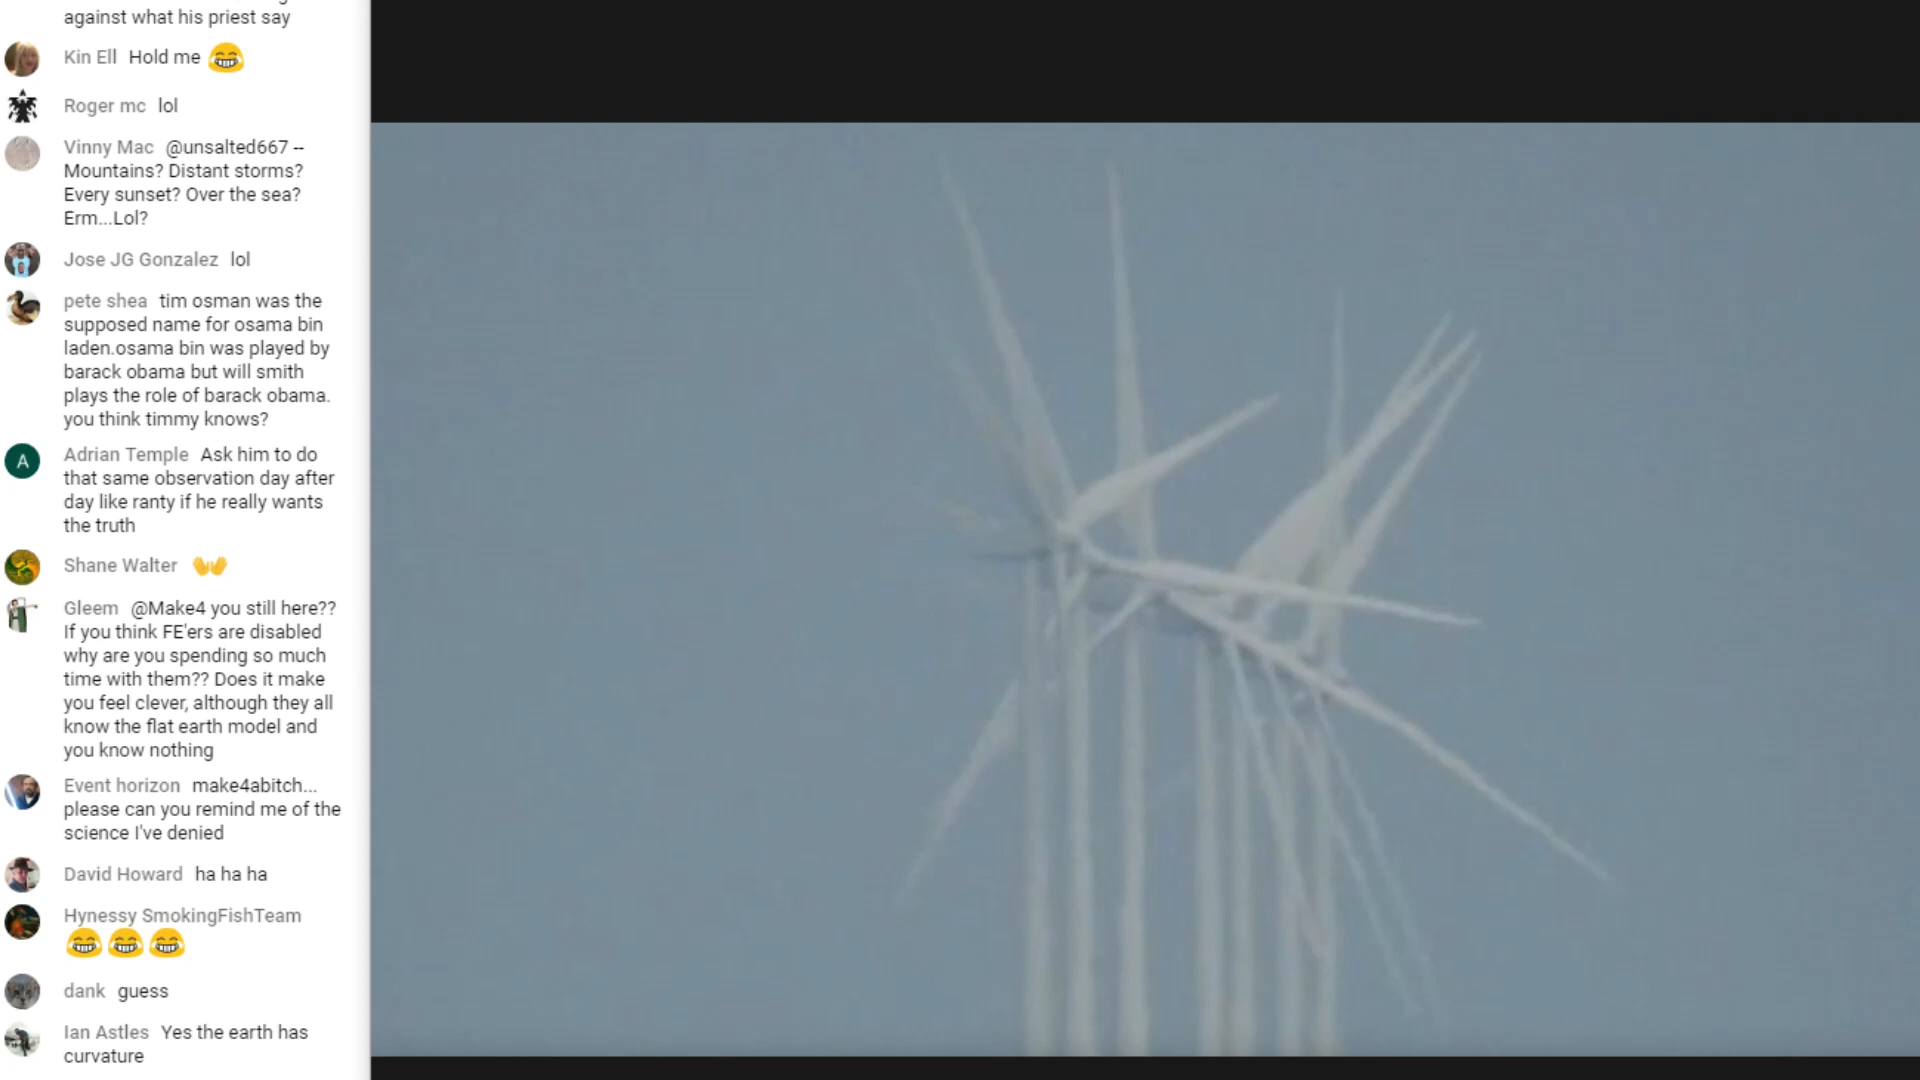 against what his priest say
Kin Ell Hold me 😂
Roger mc lol
Vinny Mac @unsalted667 --
Mountains? Distant storms?
Every sunset? Over the sea?
Erm...Lol?
Jose JG Gonzalez lol
pete shea tim osman was the
supposed name for osama bin
laden.osama bin was played by
barack obama but will smith
plays the role of barack obama.
you think timmy knows?
A
Adrian Temple Ask him to do
that same observation day after
day like ranty if he really wants
the truth
Shane Walter 👐
Gleem @Make4 you still here??
If you think FE'ers are disabled
why are you spending so much
time with them?? Does it make
you feel clever, although they all
know the flat earth model and
you know nothing
Event horizon make4abitch...
please can you remind me of the
science I've denied
David Howard ha ha ha
Hynessy SmokingFishTeam
😂😂😂
dank guess
Ian Astles Yes the earth has
curvature